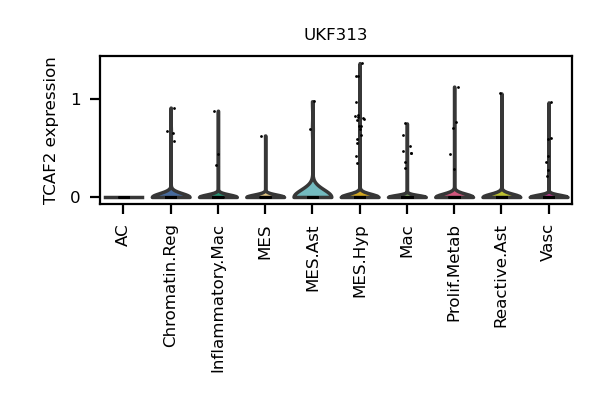 UKF313
TCAF2 expression
1
0
AC
Chromatin.Reg
Inflammatory.Mac
MES
MES.Ast
MES.Hyp
Mac
Prolif.Metab
Reactive.Ast
Vasc